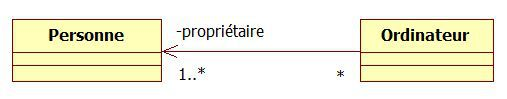 Personne
-propriétaire
Ordinateur
1..*
*